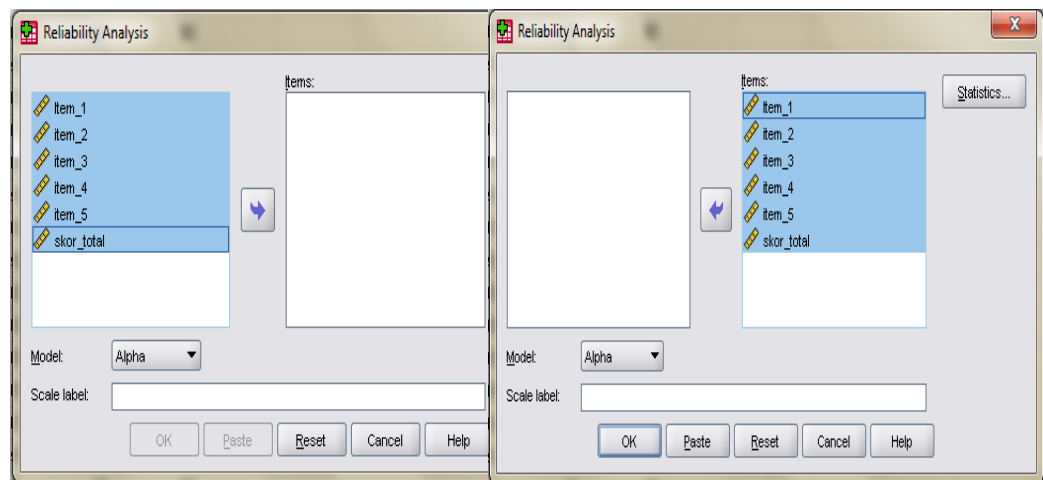 Reliability Analysis
Items:
Item_1
item_2
item_3
item_4
item_5
skor_total
Model:
Alpha
Scale label:
OK
Paste
Reset
Cancel
Help
Reliability Analysis
X
Items:
Item_1
item_2
item_3
item_4
item_5
skor_total
Statistics...
Model:
Alpha
Scale label:
OK
Paste
Reset
Cancel
Help